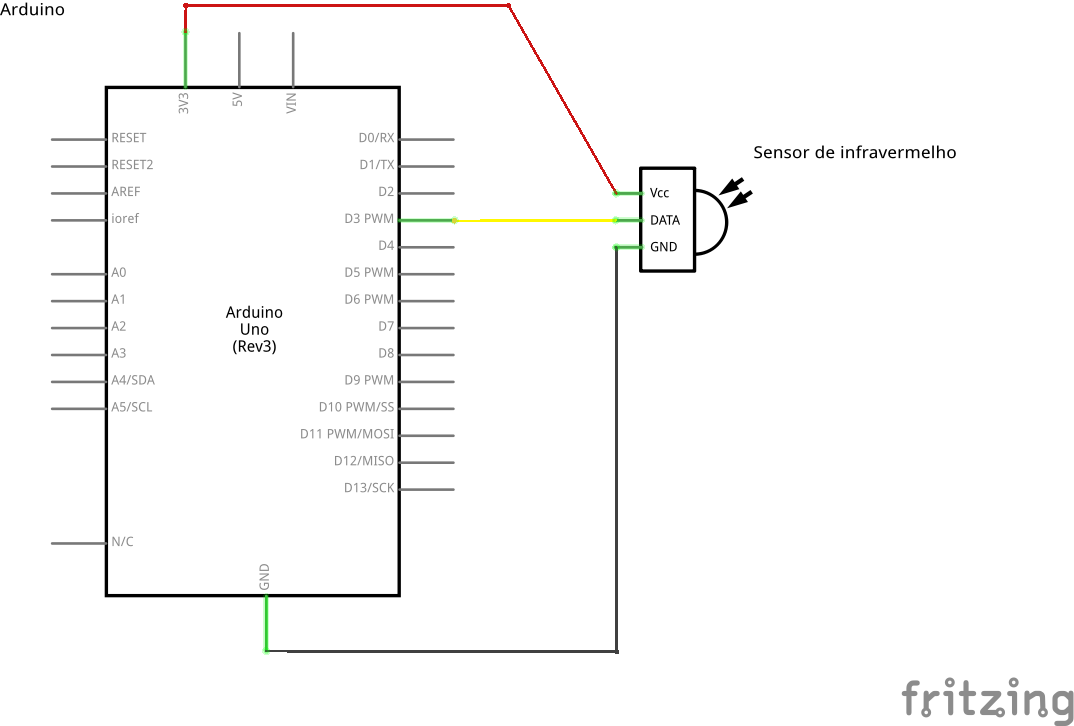 Arduino
3V3
5V
VIN
RESET
RESET2
AREF
ioref
A0
A1
A2
A3
A4/SDA
A5/SCL
N/C
D0/RX
D1/TX
D2
D3 PWM
D4
D5 PWM
D6 PWM
D7
D8
D9 PWM
D10 PWM/SS
D11 PWM/MOSI
D12/MISO
D13/SCK
Arduino
Uno
(Rev3)
GND
Sensor de infravermelho
Vcc
DATA
GND
fritzing